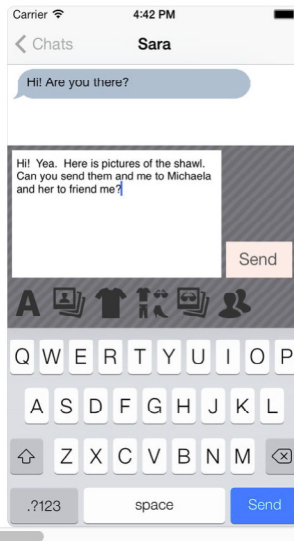 Carrier 4:42 PM
Chats Sara
Hi! Are you there?
Hi! Yea. Here is pictures of the shawl.
Can you send them and me to Michaela
and her to friend me?
Send
A
Q W E R T Y U I O P
A S D F G H J K L
Z X C V B N M
.?123 space Send